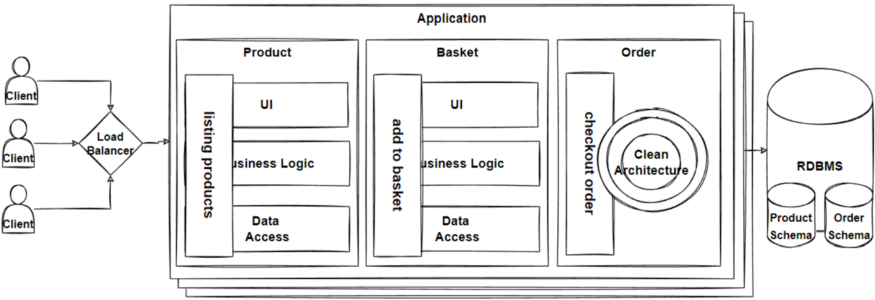 Application
Product
Basket
Order
Client
Client
Client
Load
Balancer
listing products
UI
usiness Logic
Data
Access
add to basket
UI
usiness Logic
Data
Access
checkout order
Clean
Architecture
RDBMS
Product
Schema
Order
Schema